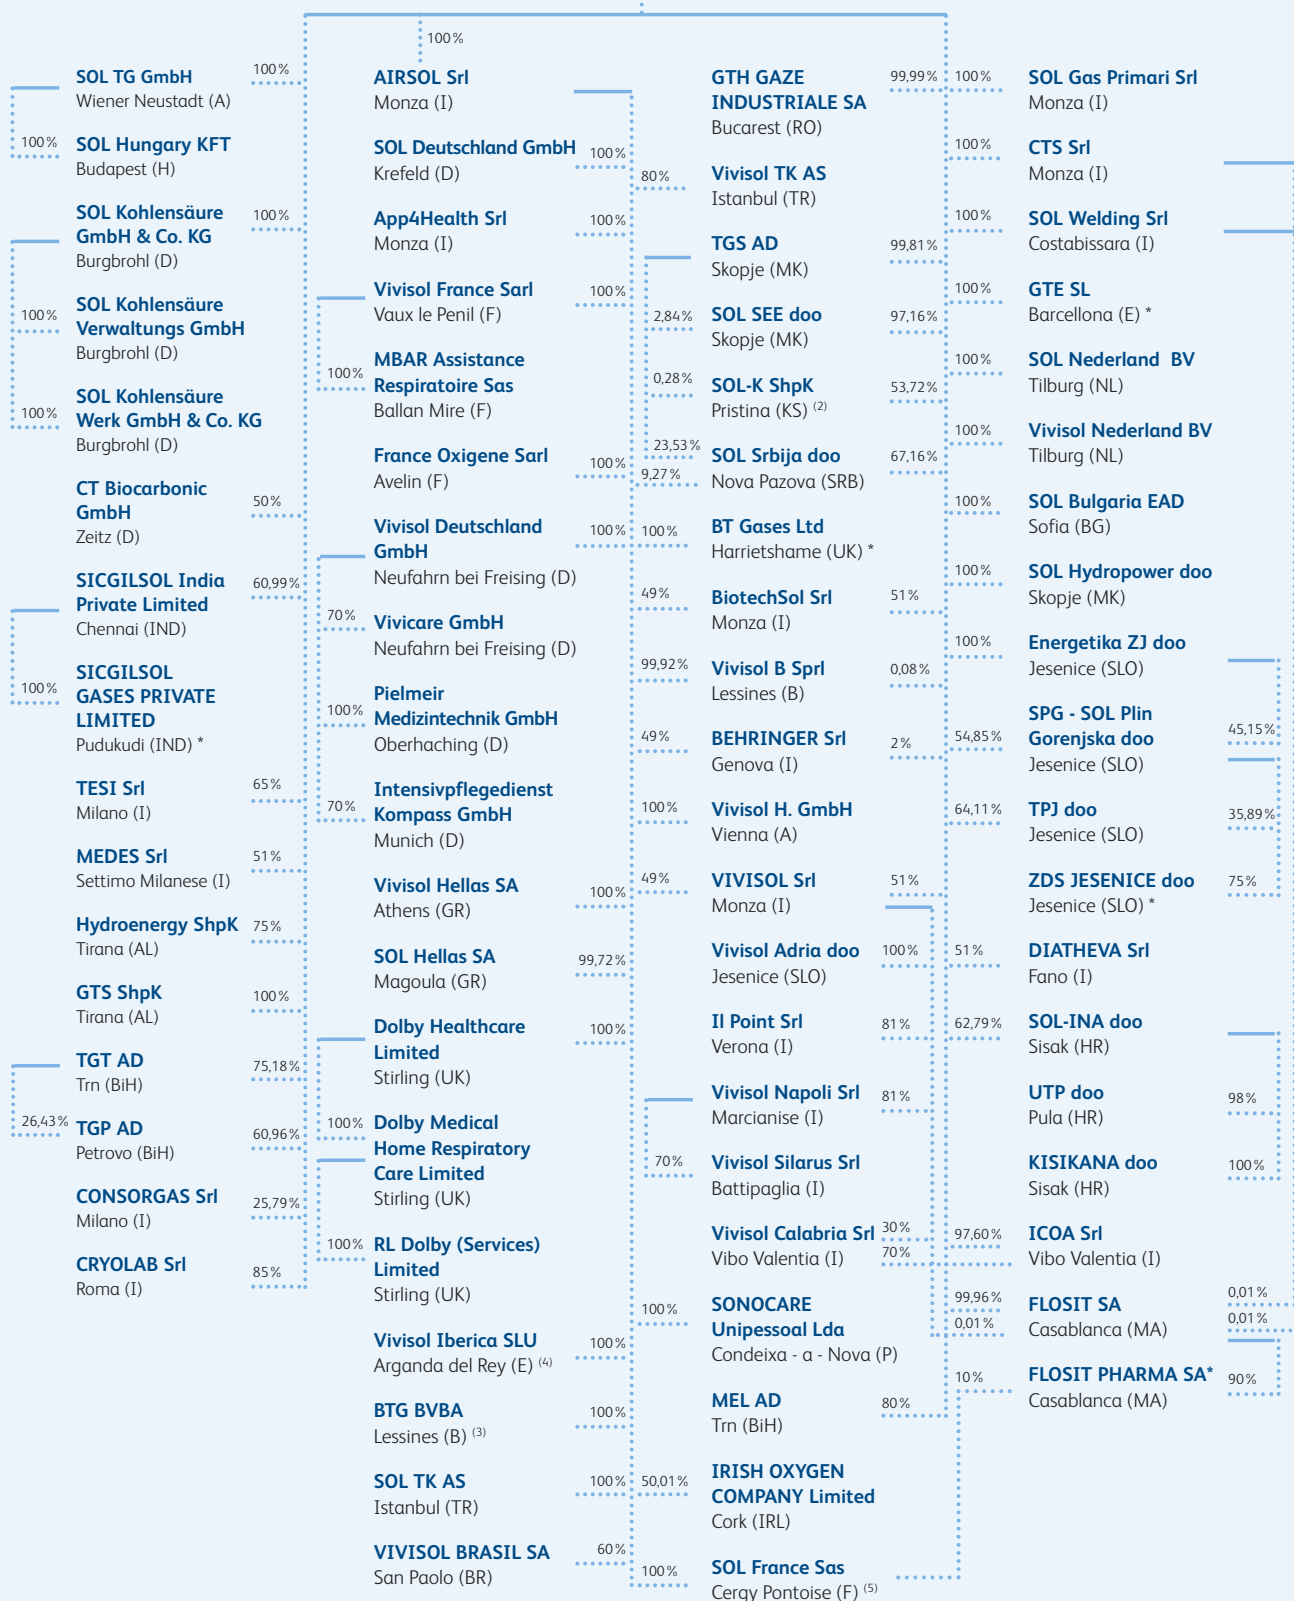 100%
SOL TG GmbH
Wiener Neustadt (A)
100%
100%
SOL Hungary KFT
Budapest (H)
SOL Kohlensäure
GmbH & Co. KG
Burgbrohl (D)
100%
100%
SOL Kohlensäure
Verwaltungs GmbH
Burgbrohl (D)
100%
SOL Kohlensäure
Werk GmbH & Co. KG
Burgbrohl (D)
CT Biocarbonic
GmbH
Zeitz (D)
50%
SICGILSOL India
Private Limited
Chennai (IND)
60,99%
100%
SICGILSOL
GASES PRIVATE
LIMITED
Pudukudi (IND) *
TESI Srl
Milano (I)
65%
MEDES Srl
Settimo Milanese (I)
51%
Hydroenergy ShpK
Tirana (AL)
75%
GTS ShpK
Tirana (AL)
100%
TGT AD
Trn (BiH)
75,18%
26,43%
TGP AD
Petrovo (BiH)
60,96%
CONSORGAS Srl
Milano (I)
25,79%
CRYOLAB Srl
Roma (I)
85%
AIRSOL Srl
Monza (I)
SOL Deutschland GmbH
Krefeld (D)
100%
App4Health Srl
Monza (I)
100%
Vivisol France Sarl
Vaux le Penil (F)
100%
100%
MBAR Assistance
Respiratoire Sas
Ballan Mire (F)
France Oxigene Sarl
Avelin (F)
100%
Vivisol Deutschland
GmbH
Neufahrn bei Freising (D)
100%
70%
Vivicare GmbH
Neufahrn bei Freising (D)
100%
Pielmeir
Medizintechnik GmbH
Oberhaching (D)
70%
Intensivpflegedienst
Kompass GmbH
Munich (D)
Vivisol Hellas SA
Athens (GR)
100%
SOL Hellas SA
Magoula (GR)
99,72%
Dolby Healthcare
Limited
Stirling (UK)
100%
100%
Dolby Medical
Home Respiratory
Care Limited
Stirling (UK)
100%
RL Dolby (Services)
Limited
Stirling (UK)
Vivisol Iberica SLU
Arganda del Rey (E) (4)
100%
BTG BVBA
Lessines (B) (3)
100%
SOL TK AS
Istanbul (TR)
100%
VIVISOL BRASIL SA
San Paolo (BR)
60%
GTH GAZE
INDUSTRIALE SA
Bucarest (RO)
99,99%
80%
Vivisol TK AS
Istanbul (TR)
TGS AD
Skopje (MK)
99,81%
2,84%
SOL SEE doo
Skopje (MK)
97,16%
0,28%
SOL-K ShpK
Pristina (KS) (2)
53,72%
23,53%
9,27%
SOL Srbija doo
Nova Pazova (SRB)
67,16%
100%
BT Gases Ltd
Harrietshame (UK) *
49%
BiotechSol Srl
Monza (I)
51%
99,92%
Vivisol B Sprl
Lessines (B)
0,08%
49%
BEHRINGER Srl
Genova (I)
2%
100%
Vivisol H. GmbH
Vienna (A)
49%
VIVISOL Srl
Monza (I)
51%
Vivisol Adria doo
Jesenice (SLO)
100%
Il Point Srl
Verona (I)
81%
Vivisol Napoli Srl
Marcianise (I)
81%
70%
Vivisol Silarus Srl
Battipaglia (I)
Vivisol Calabria Srl
Vibo Valentia (I)
30%
70%
100%
SONOCARE
Unipessoal Lda
Condeixa - a - Nova (P)
MEL AD
Trn (BiH)
80%
50,01%
IRISH OXYGEN
COMPANY Limited
Cork (IRL)
100%
SOL France Sas
Cergy Pontoise (F) (5)
100%
SOL Gas Primari Srl
Monza (I)
100%
CTS Srl
Monza (I)
100%
SOL Welding Srl
Costabissara (I)
100%
GTE SL
Barcellona (E) *
100%
SOL Nederland BV
Tilburg (NL)
100%
Vivisol Nederland BV
Tilburg (NL)
100%
SOL Bulgaria EAD
Sofia (BG)
100%
SOL Hydropower doo
Skopje (MK)
100%
Energetika ZJ doo
Jesenice (SLO)
54,85%
SPG - SOL Plin
Gorenjska doo
Jesenice (SLO)
45,15%
64,11%
TPJ doo
Jesenice (SLO)
35,89%
ZDS JESENICE doo
Jesenice (SLO) *
75%
51%
DIATHEVA Srl
Fano (I)
62,79%
SOL-INA doo
Sisak (HR)
UTP doo
Pula (HR)
98%
KISIKANA doo
Sisak (HR)
100%
97,60%
ICOA Srl
Vibo Valentia (I)
99,96%
0,01%
FLOSIT SA
Casablanca (MA)
0,01%
0,01%
10%
FLOSIT PHARMA SA*
Casablanca (MA)
90%